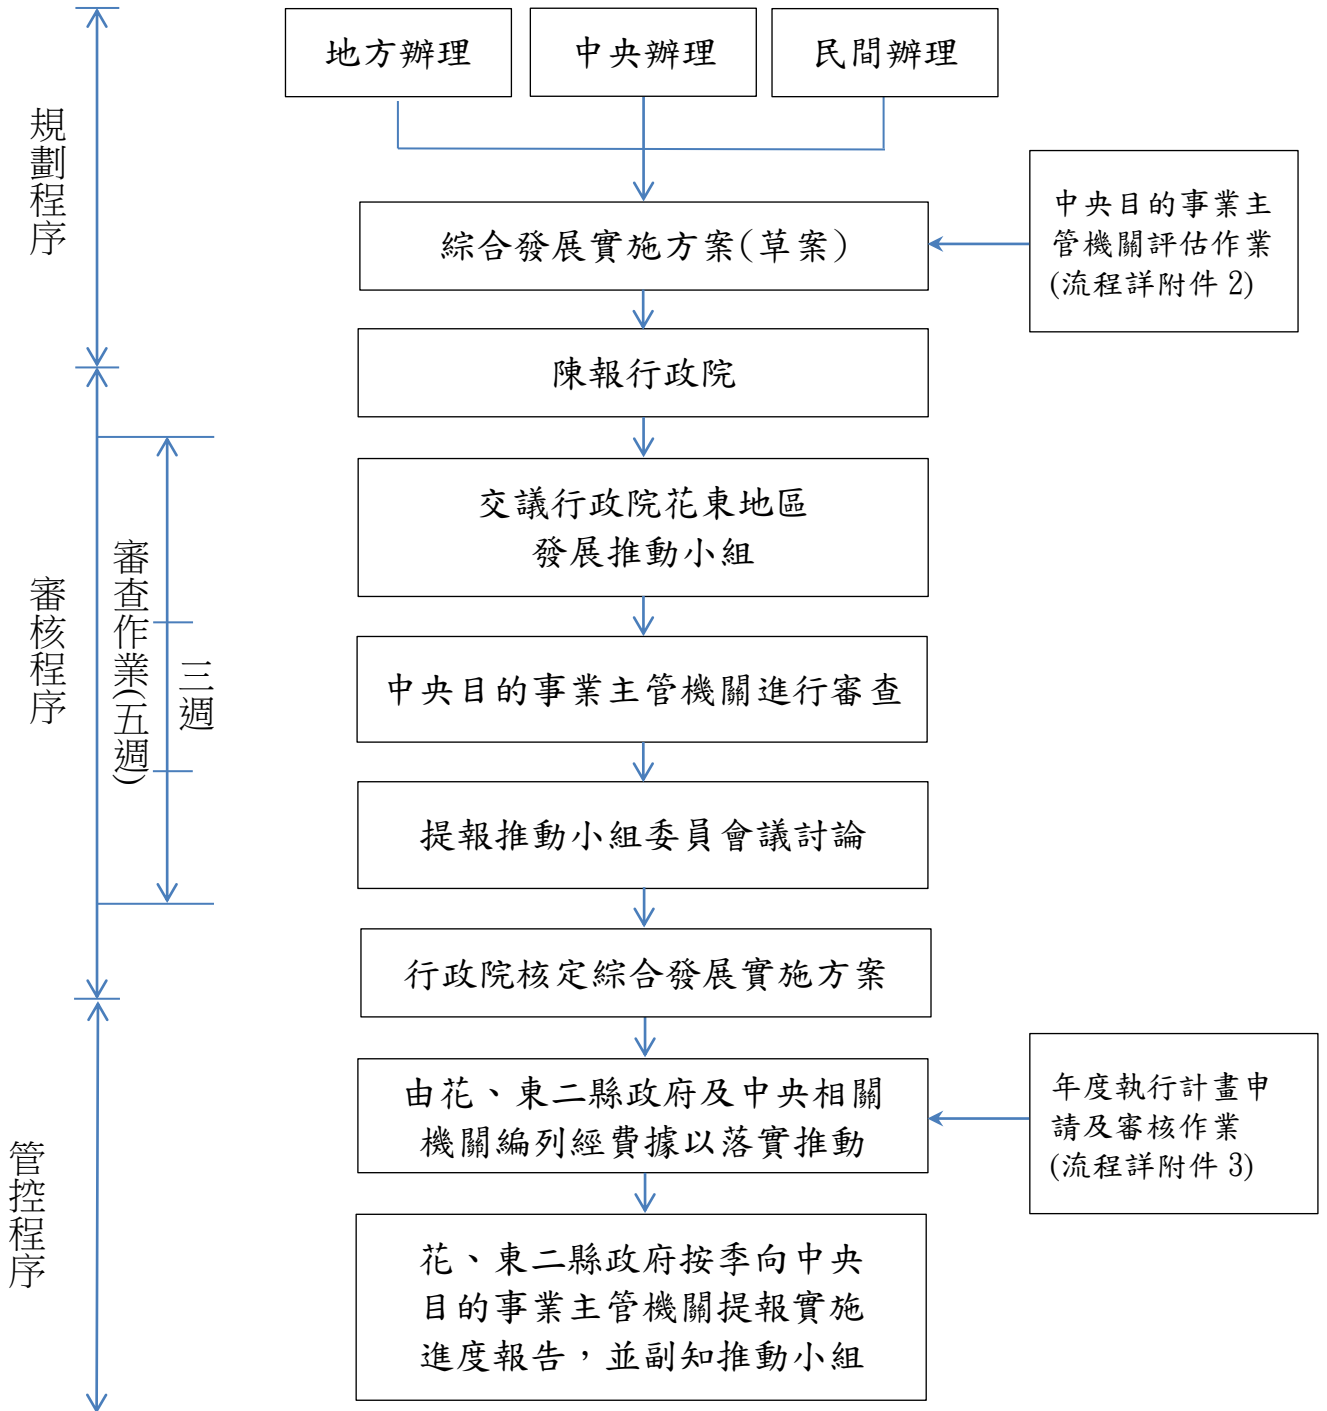 地方辦理
中央辦理
民間辦理
規劃程序
綜合發展實施方案(草案)
中央目的事業主
管機關評估作業
(流程詳附件 2)
陳報行政院
審核程序
審查作業(五週)
三週
交議行政院花東地區
發展推動小組
中央目的事業主管機關進行審查
提報推動小組委員會議討論
行政院核定綜合發展實施方案
管控程序
由花、東二縣政府及中央相關
機關編列經費據以落實推動
年度執行計畫申
請及審核作業
(流程詳附件 3)
花、東二縣政府按季向中央
目的事業主管機關提報實施
進度報告，並副知推動小組